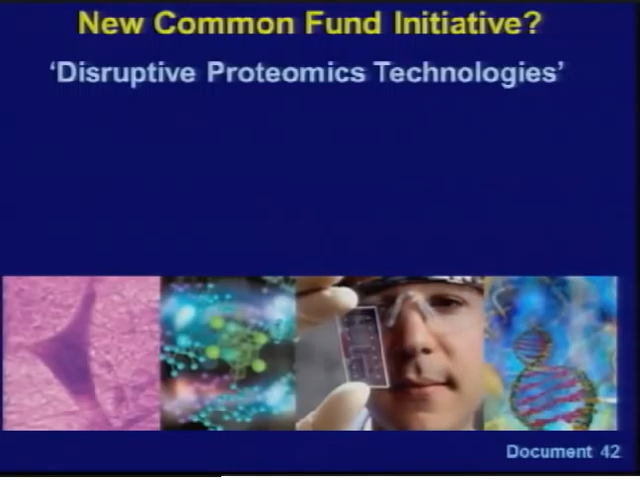 New Common Fund Initiative?
‘Disruptive Proteomics Technologies’
Document 42